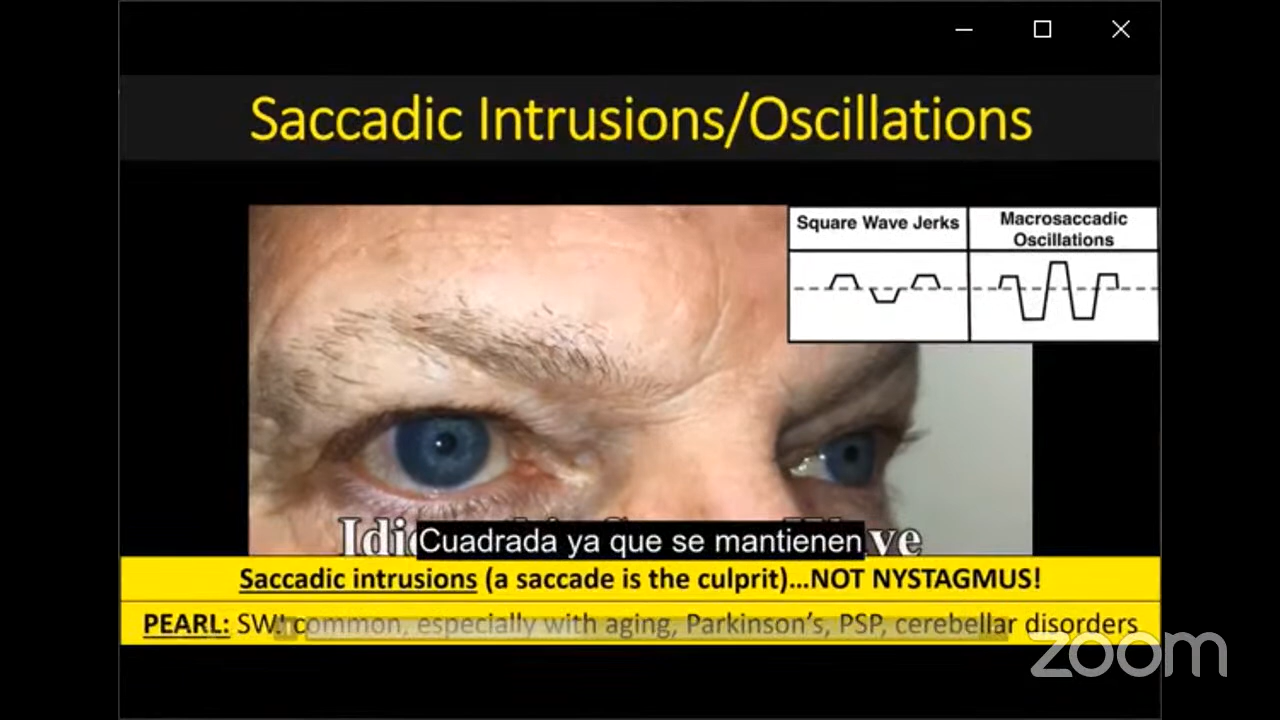 Saccadic Intrusions/Oscillations
Square Wave Jerks
Macrosaccadic
Oscillations
Cuadrada ya que se mantienen
Saccadic intrusions (a saccade is the culprit)...NOT NYSTAGMUS!
PEARL: SWJ common, especially with aging, Parkinson's, PSP, cerebellar disorders
zoom